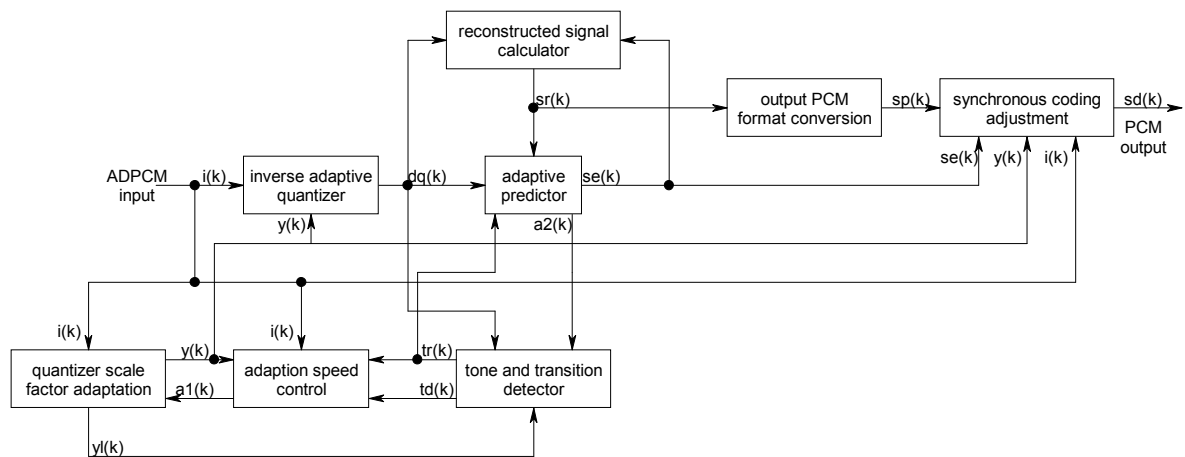 reconstructed signal
calculator
sr(k)
output PCM
format conversion
sp(k)
synchronous coding
adjustment
sd(k)
PCM
output
se(k)
y(k)
i(k)
ADPCM
input
i(k)
inverse adaptive
quantizer
dq(k)
adaptive
predictor
se(k)
y(k)
a2(k)
i(k)
i(k)
quantizer scale
factor adaptation
y(k)
a1(k)
adaption speed
control
tr(k)
td(k)
tone and transition
detector
yl(k)